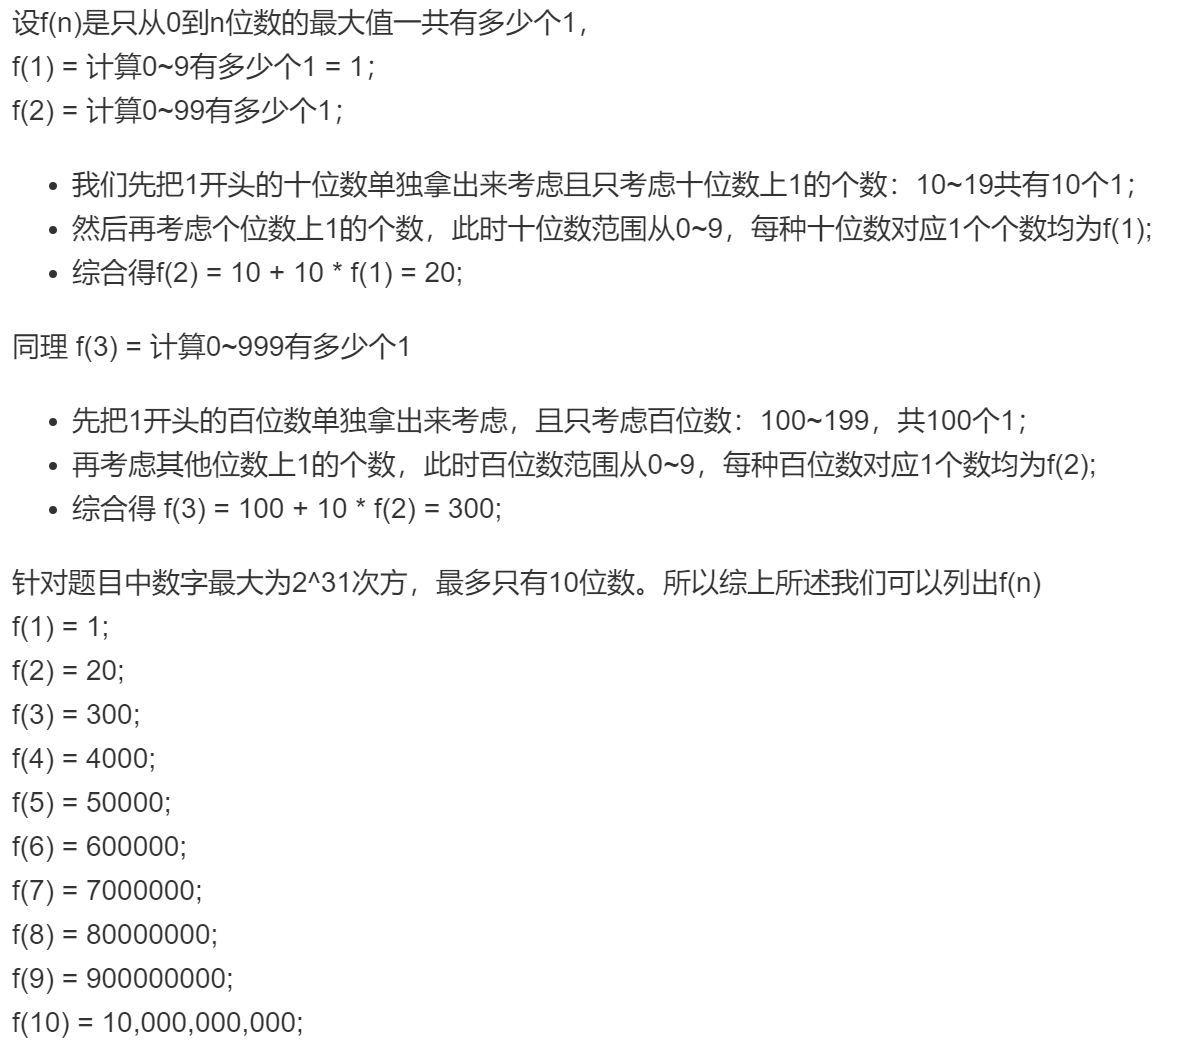 设f(n)是只从0到n位数的最大值一共有多少个1，
f(1) = 计算0~9有多少个1 = 1；
f(2) = 计算0~99有多少个1；
• 我们先把1开头的十位数单独拿出来考虑且只考虑十位数上1的个数：10~19共有10个1；
• 然后再考虑个位数上1的个数，此时十位数范围从0~9，每种十位数对应1个个数均为f(1);
• 综合得f(2) = 10 + 10 * f(1) = 20;
同理 f(3) = 计算0~999有多少个1
• 先把1开头的百位数单独拿出来考虑，且只考虑百位数：100~199，共100个1；
• 再考虑其他位数上1的个数，此时百位数范围从0~9，每种百位数对应1个数均为f(2);
• 综合得 f(3) = 100 + 10 * f(2) = 300;
针对题目中数字最大为2^31次方，最多只有10位数。所以综上所述我们可以列出f(n)
f(1) = 1;
f(2) = 20;
f(3) = 300;
f(4) = 4000;
f(5) = 50000;
f(6) = 600000;
f(7) = 7000000;
f(8) = 80000000;
f(9) = 900000000;
f(10) = 10,000,000,000;